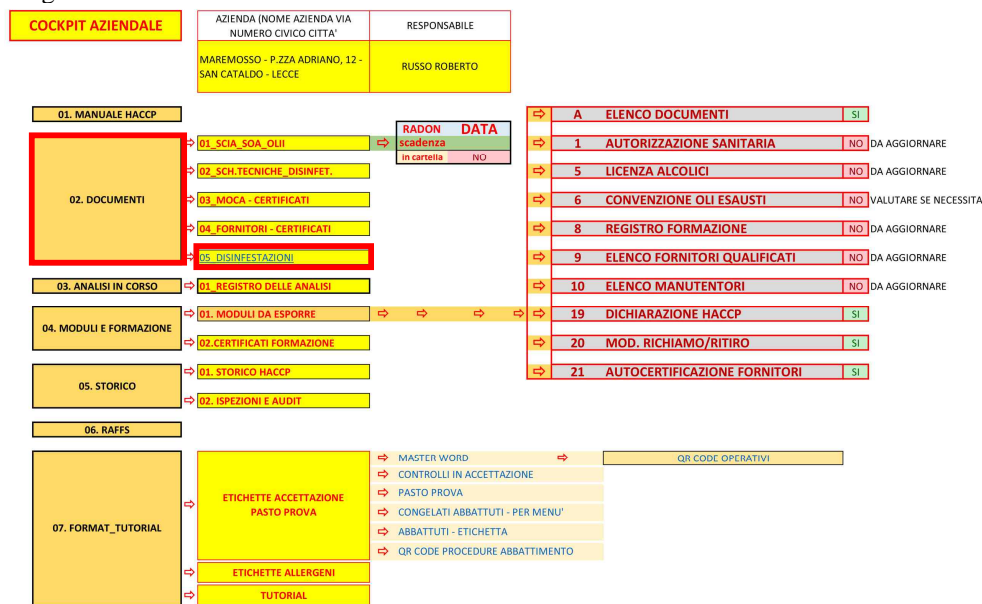 COCKPIT AZIENDALE
AZIENDA (NOME AZIENDA VIA
NUMERO CIVICO CITTA'
RESPONSABILE
MAREMOSSO - P.ZZA ADRIANO, 12 -
SAN CATALDO - LECCE
RUSSO ROBERTO
01. MANUALE HACCP
02. DOCUMENTI
01_SCIA_SOA_OLII
02_SCH.TECNICHE_DISINFET.
03_MOCA - CERTIFICATI
04_FORNITORI - CERTIFICATI
05_DISINFESTAZIONI
RADON DATA
scadenza
in cartella NO
A ELENCO DOCUMENTI SI
1 AUTORIZZAZIONE SANITARIA NO DA AGGIORNARE
5 LICENZA ALCOLICI NO DA AGGIORNARE
6 CONVENZIONE OLI ESAUSTI NO VALUTARE SE NECESSITA
8 REGISTRO FORMAZIONE NO DA AGGIORNARE
9 ELENCO FORNITORI QUALIFICATI NO DA AGGIORNARE
10 ELENCO MANUTENTORI NO DA AGGIORNARE
19 DICHIARAZIONE HACCP SI
20 MOD. RICHIAMO/RITIRO SI
21 AUTOCERTIFICAZIONE FORNITORI SI
03. ANALISI IN CORSO
01_REGISTRO DELLE ANALISI
04. MODULI E FORMAZIONE
01. MODULI DA ESPORRE
02.CERTIFICATI FORMAZIONE
05. STORICO
01. STORICO HACCP
02. ISPEZIONI E AUDIT
06. RAFFS
07. FORMAT_TUTORIAL
ETICHETTE ACCETTAZIONE
PASTO PROVA
MASTER WORD
QR CODE OPERATIVI
CONTROLLI IN ACCETTAZIONE
PASTO PROVA
CONGELATI ABBATTUTI - PER MENU'
ABBATTUTI - ETICHETTA
QR CODE PROCEDURE ABBATTIMENTO
ETICHETTE ALLERGENI
TUTORIAL